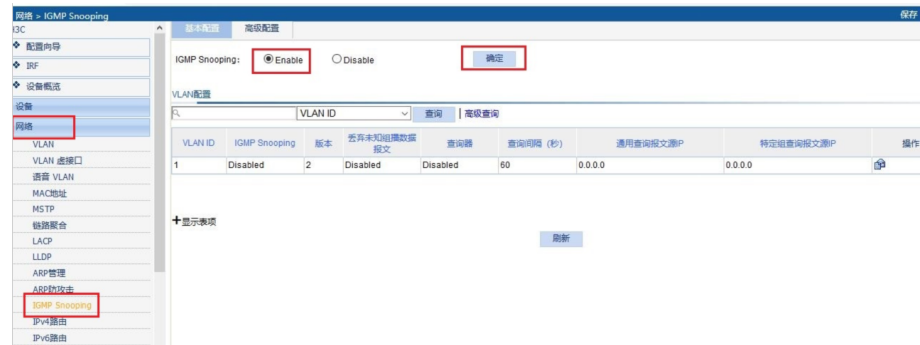 网络 > IGMP Snooping
保存
H3C
基本配置 高级配置
配置向导
IRF
设备概览
设备
网络
VLAN
VLAN 虚接口
语音 VLAN
MAC地址
MSTP
链路聚合
LACP
LLDP
ARP管理
ARP防攻击
IGMP Snooping
IPv4路由
IPv6路由
IGMP Snooping: Enable Disable 确定
VLAN配置
VLAN ID 查询 | 高级查询
VLAN ID IGMP Snooping 版本 丢弃未知组播数据报文 查询器 查询间隔 (秒) 通用查询报文源IP 特定组查询报文源IP 操作
1 Disabled 2 Disabled Disabled 60 0.0.0.0 0.0.0.0
+显示表项
刷新